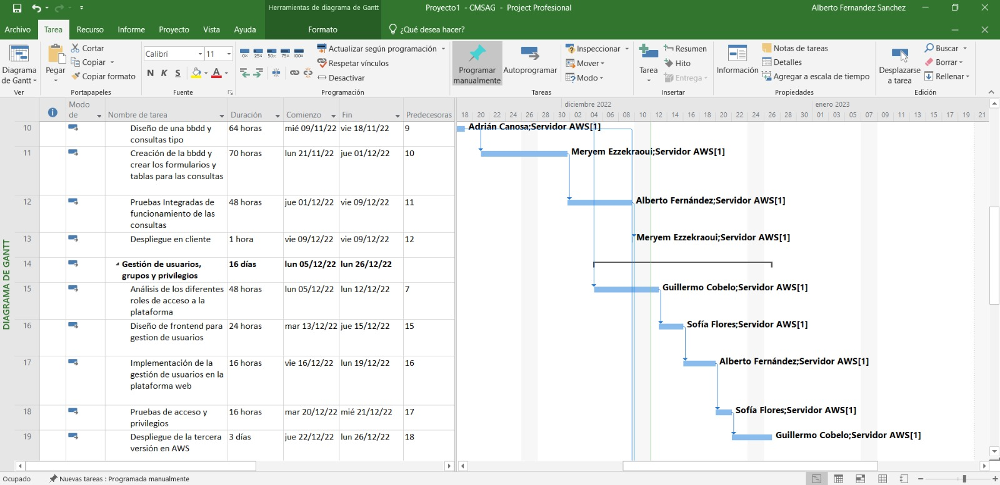 Herramientas de diagrama de Gantt
Proyecto1 - CMSAG - Project Profesional
Alberto Fernandez Sanchez
Archivo Tarea Recurso Informe Proyecto Vista Ayuda Formato ¿Qué desea hacer?
Diagrama de Gantt
Ver
Pegar
Cortar
Copiar
Copiar formato
Portapapeles
Calibri 11
N K S A
Fuente
0% 25% 50% 75% 100%
Actualizar según programación
Respetar vínculos
Desactivar
Programación
Programar manualmente
Autoprogramar
Inspeccionar
Mover
Modo
Tareas
Tarea
Resumen
Hito
Entrega
Insertar
Información
Notas de tareas
Detalles
Agregar a escala de tiempo
Propiedades
Desplazarse a tarea
Buscar
Borrar
Rellenar
Edición
DIAGRAMA DE GANTT
Modo de Nombre de tarea Duración Comienzo Fin Predecesoras
diciembre 2022 enero 2023
18 20 22 24 26 28 30 02 04 06 08 10 12 14 16 18 20 22 24 26 28 30 01 03 05 07 09 11 13 15 17 19 21
10 Diseño de una bbdd y consultas tipo 64 horas mié 09/11/22 vie 18/11/22 9
Adrián Canosa;Servidor AWS[1]
11 Creación de la bbdd y crear los formularios y tablas para las consultas 70 horas lun 21/11/22 jue 01/12/22 10
Meryem Ezzekraoui;Servidor AWS[1]
12 Pruebas Integradas de funcionamiento de las consultas 48 horas jue 01/12/22 vie 09/12/22 11
Alberto Fernández;Servidor AWS[1]
13 Despliegue en cliente 1 hora vie 09/12/22 vie 09/12/22 12
Meryem Ezzekraoui;Servidor AWS[1]
14 Gestión de usuarios, grupos y privilegios 16 días lun 05/12/22 lun 26/12/22
15 Análisis de los diferentes roles de acceso a la plataforma 48 horas lun 05/12/22 lun 12/12/22 7
Guillermo Cobelo;Servidor AWS[1]
16 Diseño de frontend para gestion de usuarios 24 horas mar 13/12/22 jue 15/12/22 15
Sofía Flores;Servidor AWS[1]
17 Implementación de la gestión de usuarios en la plataforma web 16 horas vie 16/12/22 lun 19/12/22 16
Alberto Fernández;Servidor AWS[1]
18 Pruebas de acceso y privilegios 16 horas mar 20/12/22 mié 21/12/22 17
Sofía Flores;Servidor AWS[1]
19 Despliegue de la tercera versión en AWS 3 días jue 22/12/22 lun 26/12/22 18
Guillermo Cobelo;Servidor AWS[1]
Ocupado
Nuevas tareas : Programada manualmente